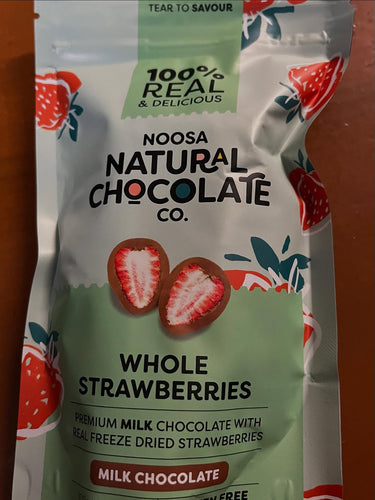 TEAR TO SAVOUR
100%
REAL
& DELICIOUS
NOOSA
NATURAL
CHOCOLATE
CO.
WHOLE
STRAWBERRIES
PREMIUM MILK CHOCOLATE WITH
REAL FREEZE DRIED STRAWBERRIES
MILK CHOCOLATE
FREE